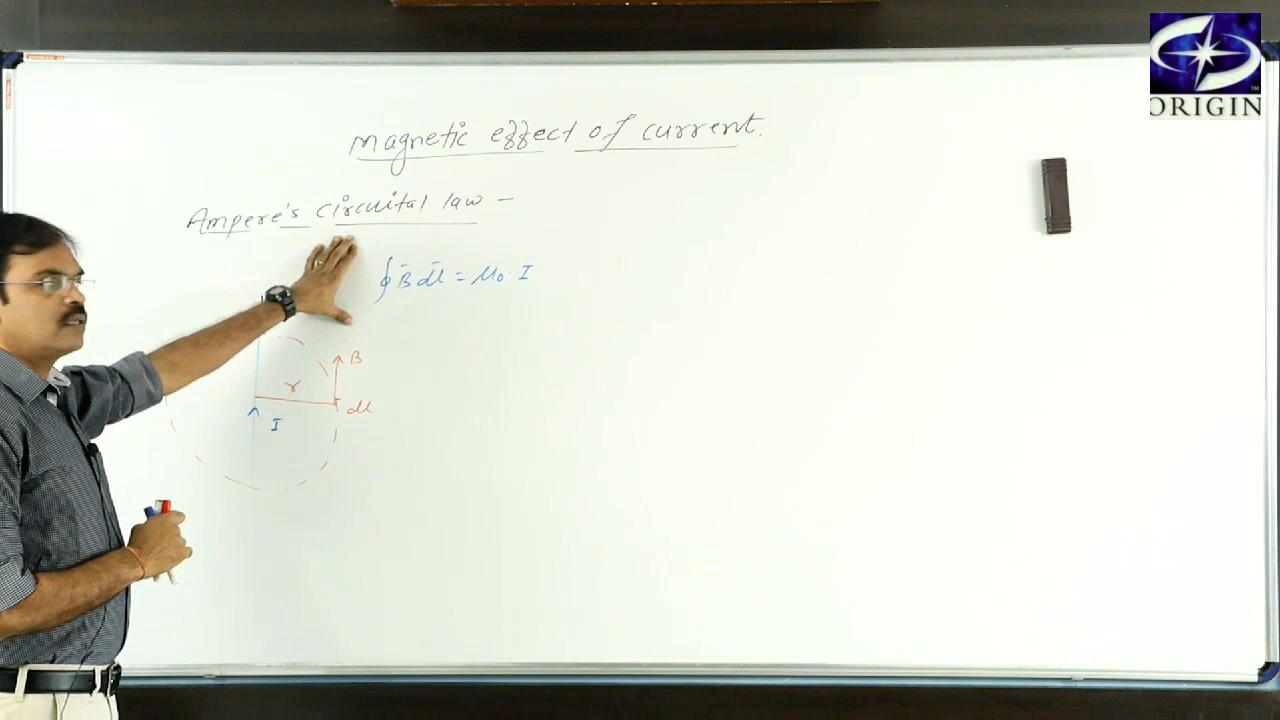 ORIGIN
Magnetic effect of current.
Ampere's circuital law -
∮ B̄ dl̄ = μ₀ · I
B
r
dl
I